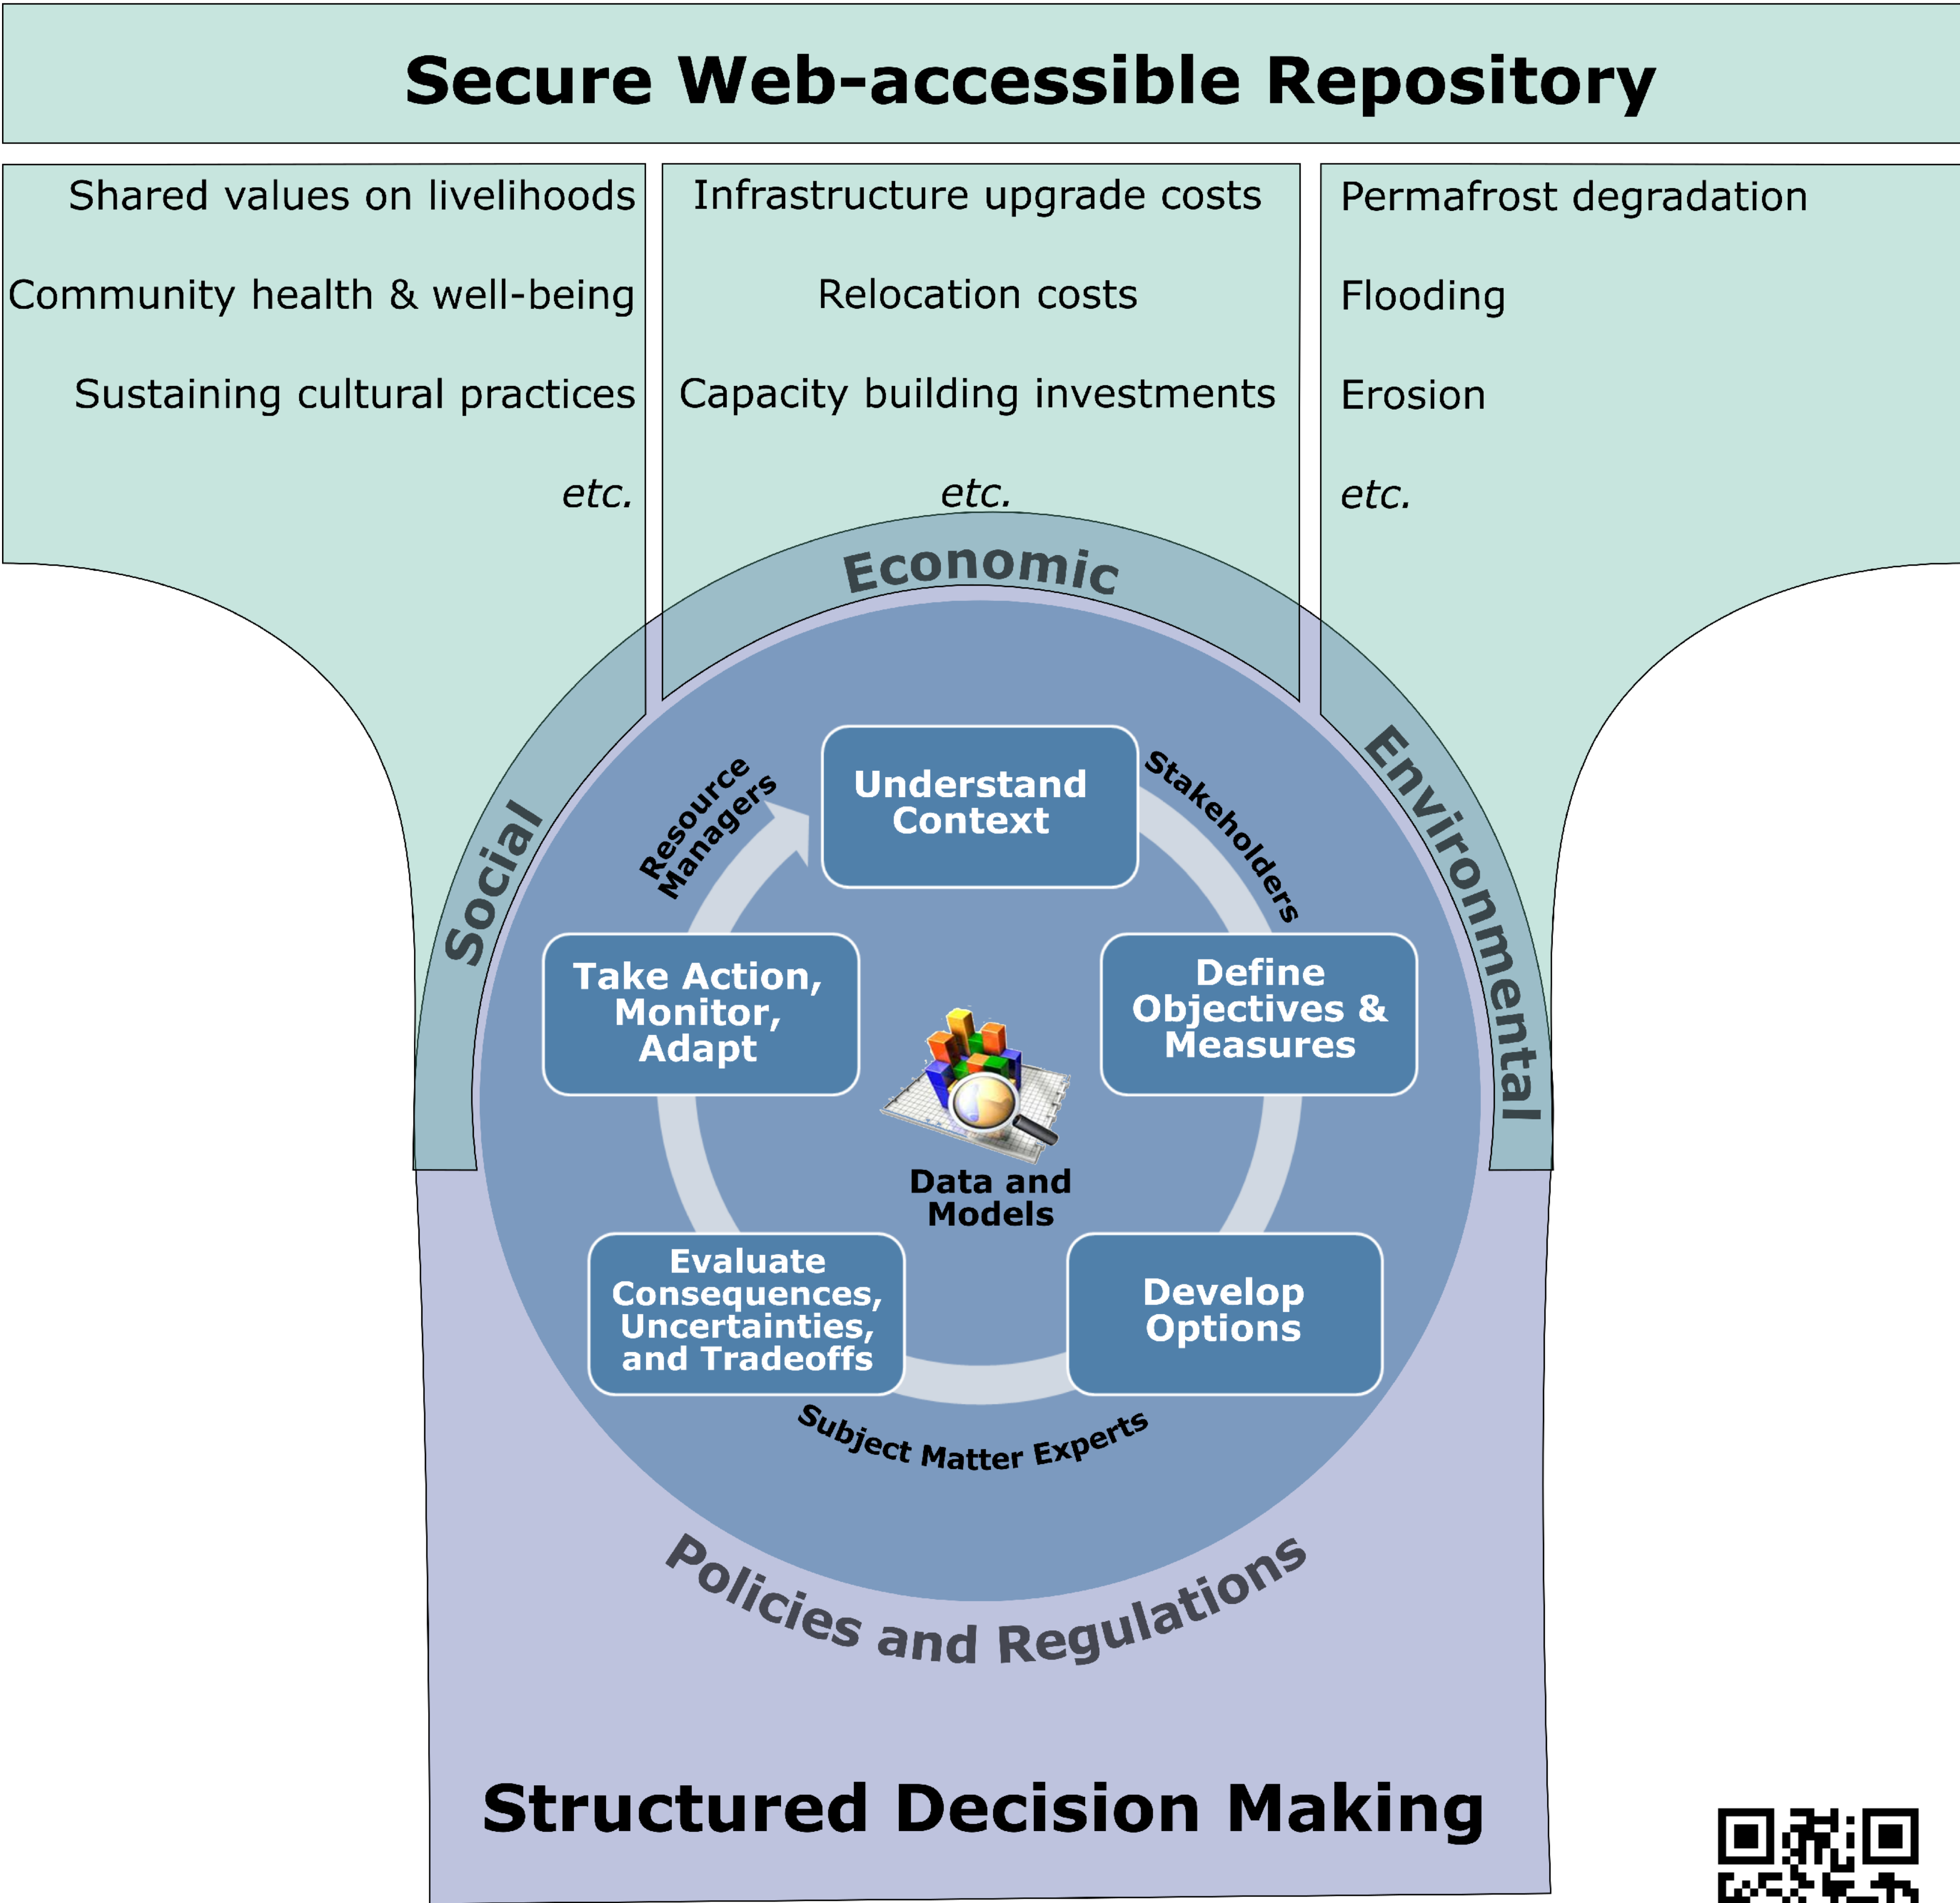 Secure Web-accessible Repository
Shared values on livelihoods
Community health & well-being
Sustaining cultural practices
etc.
Infrastructure upgrade costs
Relocation costs
Capacity building investments
etc.
Permafrost degradation
Flooding
Erosion
etc.
Social
Economic
Environmental
Resource
Managers
Stakeholders
Understand
Context
Take Action,
Monitor,
Adapt
Define
Objectives &
Measures
Data and
Models
Evaluate
Consequences,
Uncertainties,
and Tradeoffs
Develop
Options
Subject Matter Experts
Policies and Regulations
Structured Decision Making